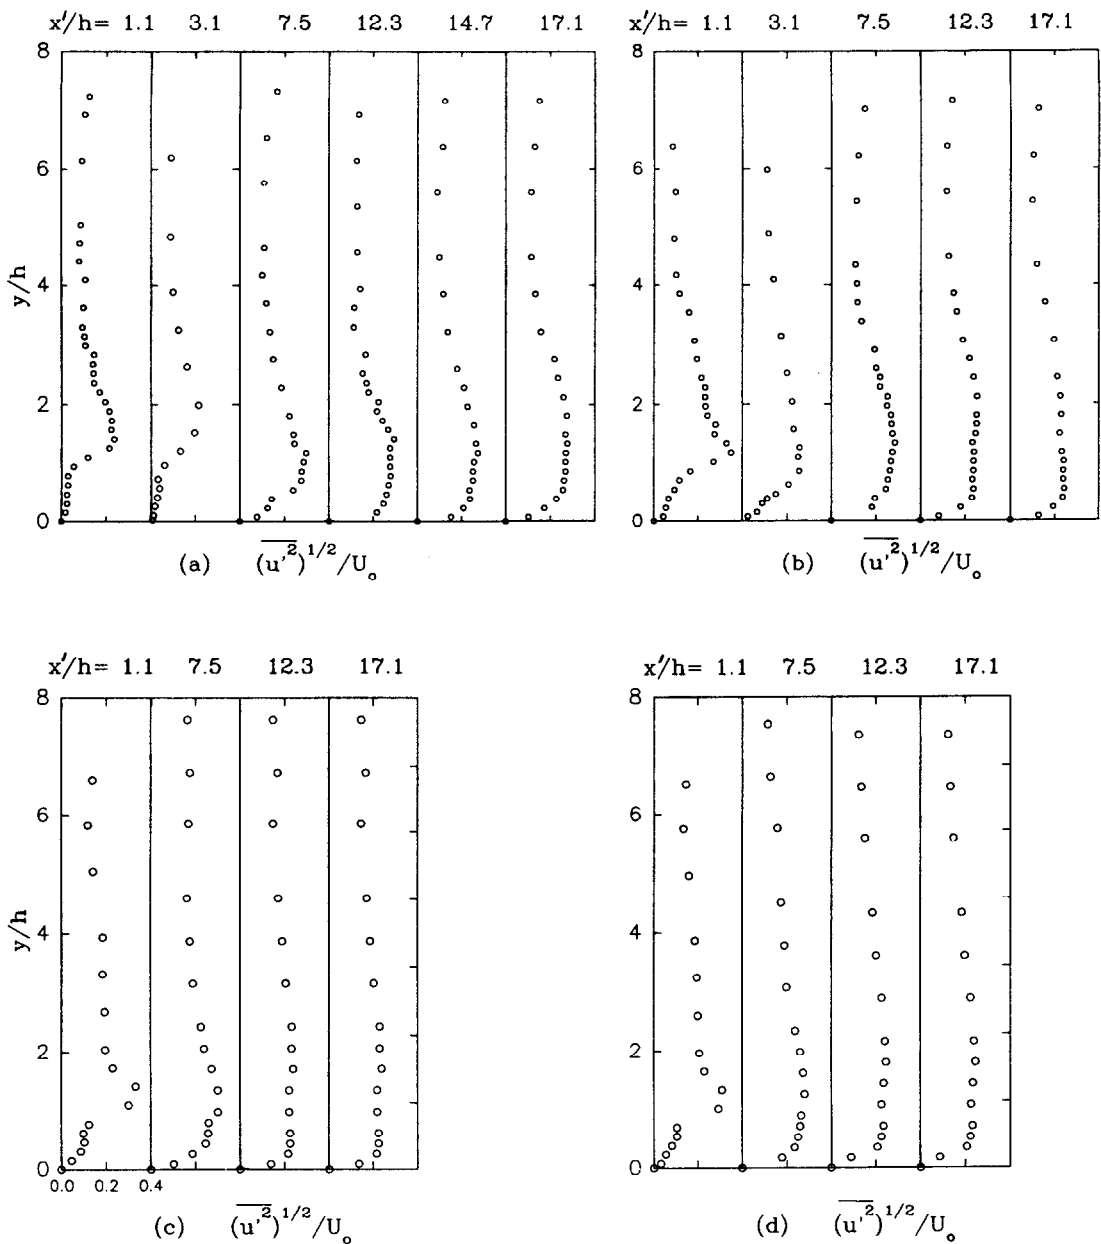 x'/h= 1.1 3.1 7.5 12.3 14.7 17.1
8
6
4
2
0
y/h
(a) (u'²)^1/2/U₀
x'/h= 1.1 3.1 7.5 12.3 17.1
8
6
4
2
0
(b) (u'²)^1/2/U₀
x'/h= 1.1 7.5 12.3 17.1
8
6
4
2
0
y/h
0.0 0.2 0.4
(c) (u'²)^1/2/U₀
x'/h= 1.1 7.5 12.3 17.1
8
6
4
2
0
(d) (u'²)^1/2/U₀